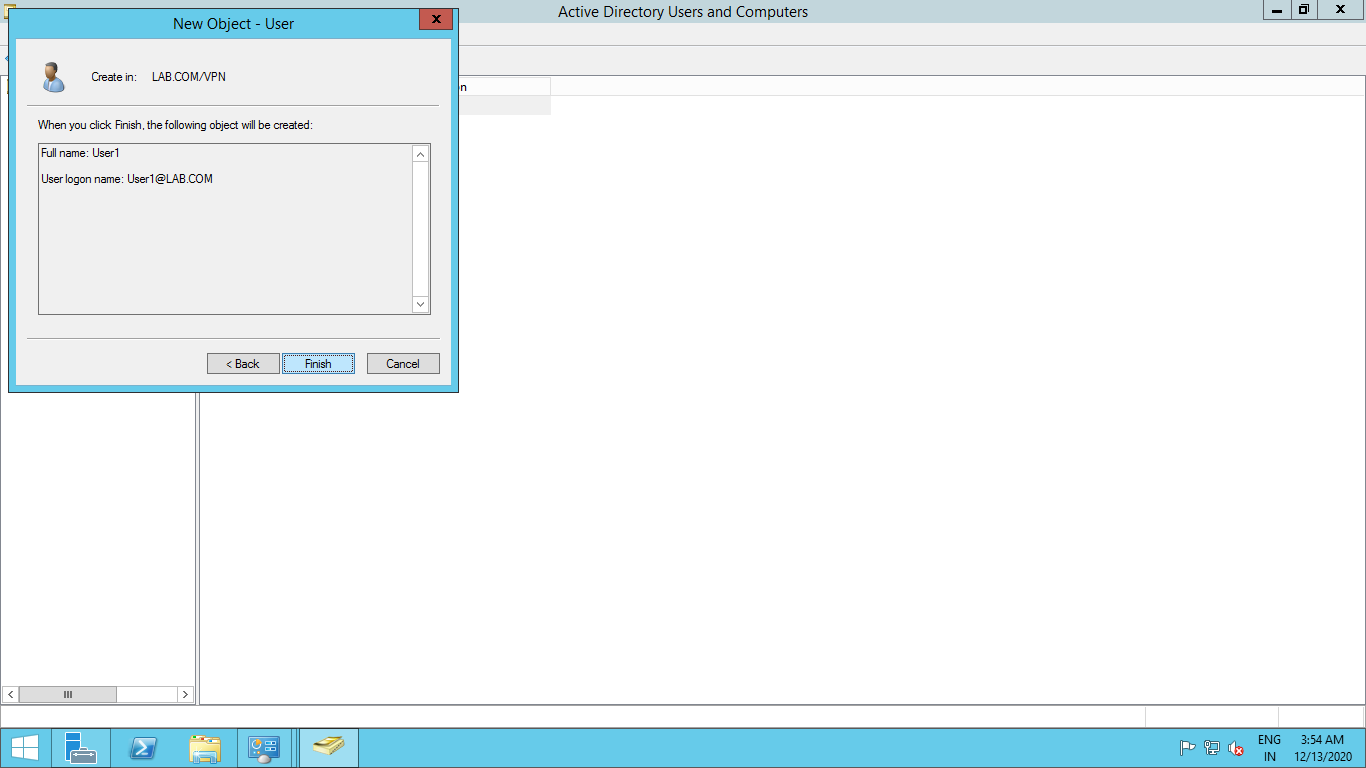 Active Directory Users and Computers
New Object - User
Create in: LAB.COM/VPN
When you click Finish, the following object will be created:
Full name: User1
User logon name: User1@LAB.COM
< Back
Finish
Cancel
ENG
IN
3:54 AM
12/13/2020